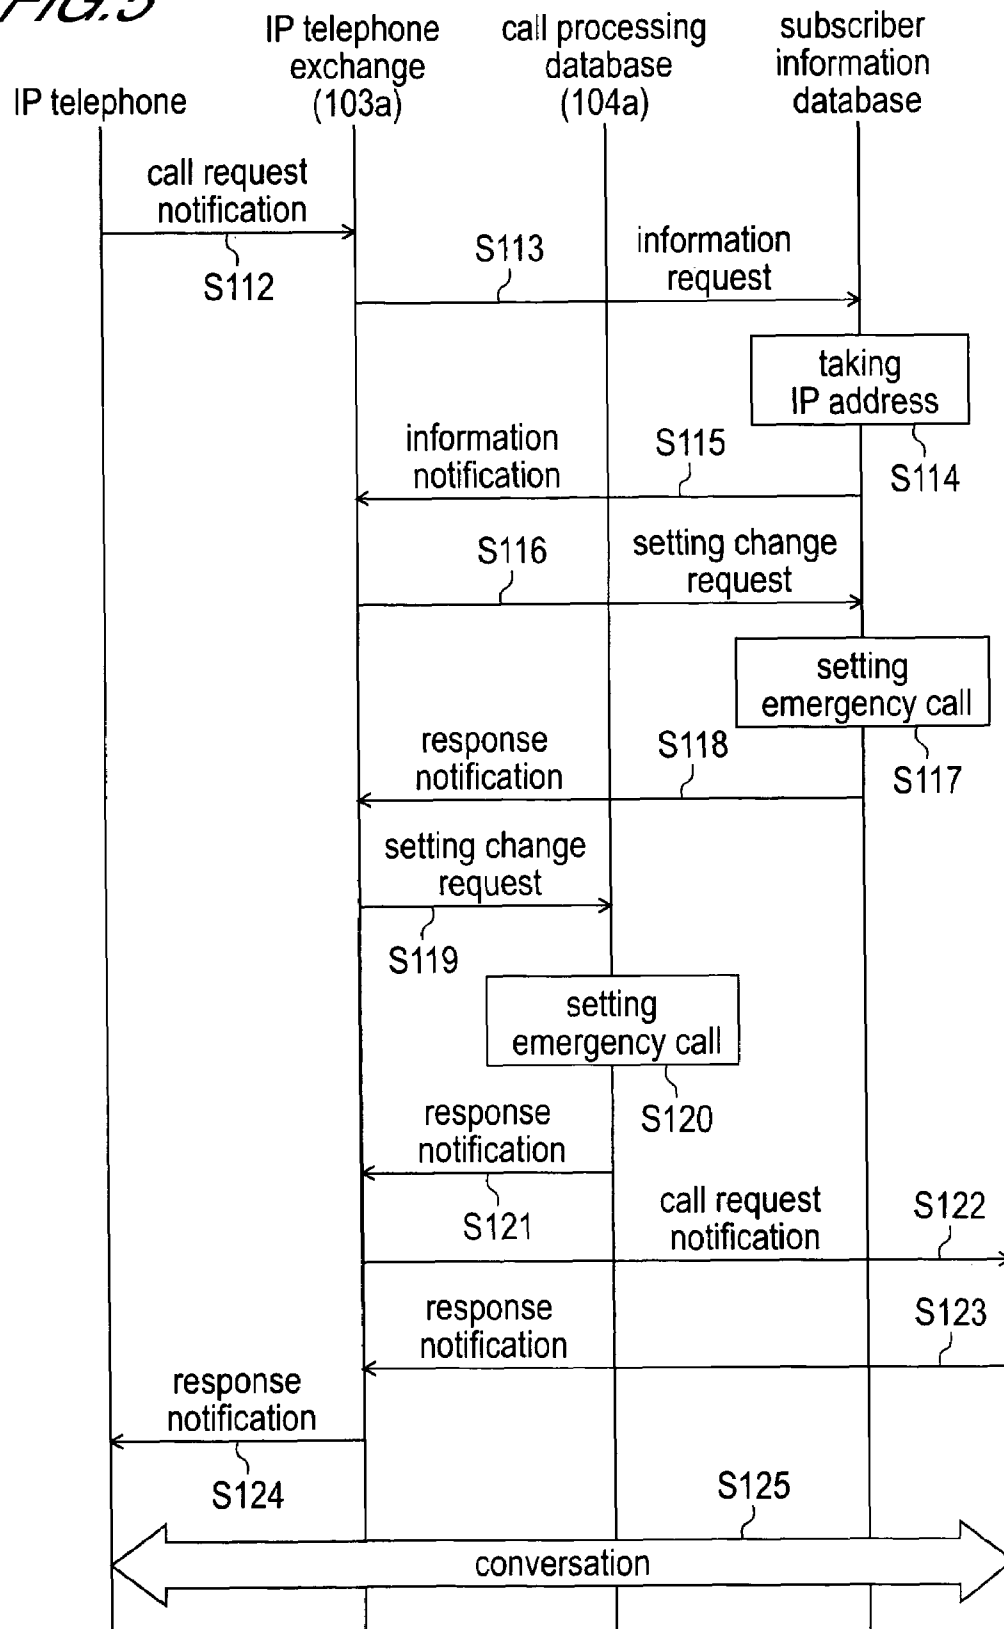 FIG.5
IP telephone
IP telephone
exchange
(103a)
call processing
database
(104a)
subscriber
information
database
call request
notification
S112
S113
information
request
taking
IP address
S114
information
notification
S115
S116
setting change
request
setting
emergency call
S117
response
notification
S118
setting change
request
S119
setting
emergency call
S120
response
notification
S121
call request
notification
S122
response
notification
S123
response
notification
S124
S125
conversation